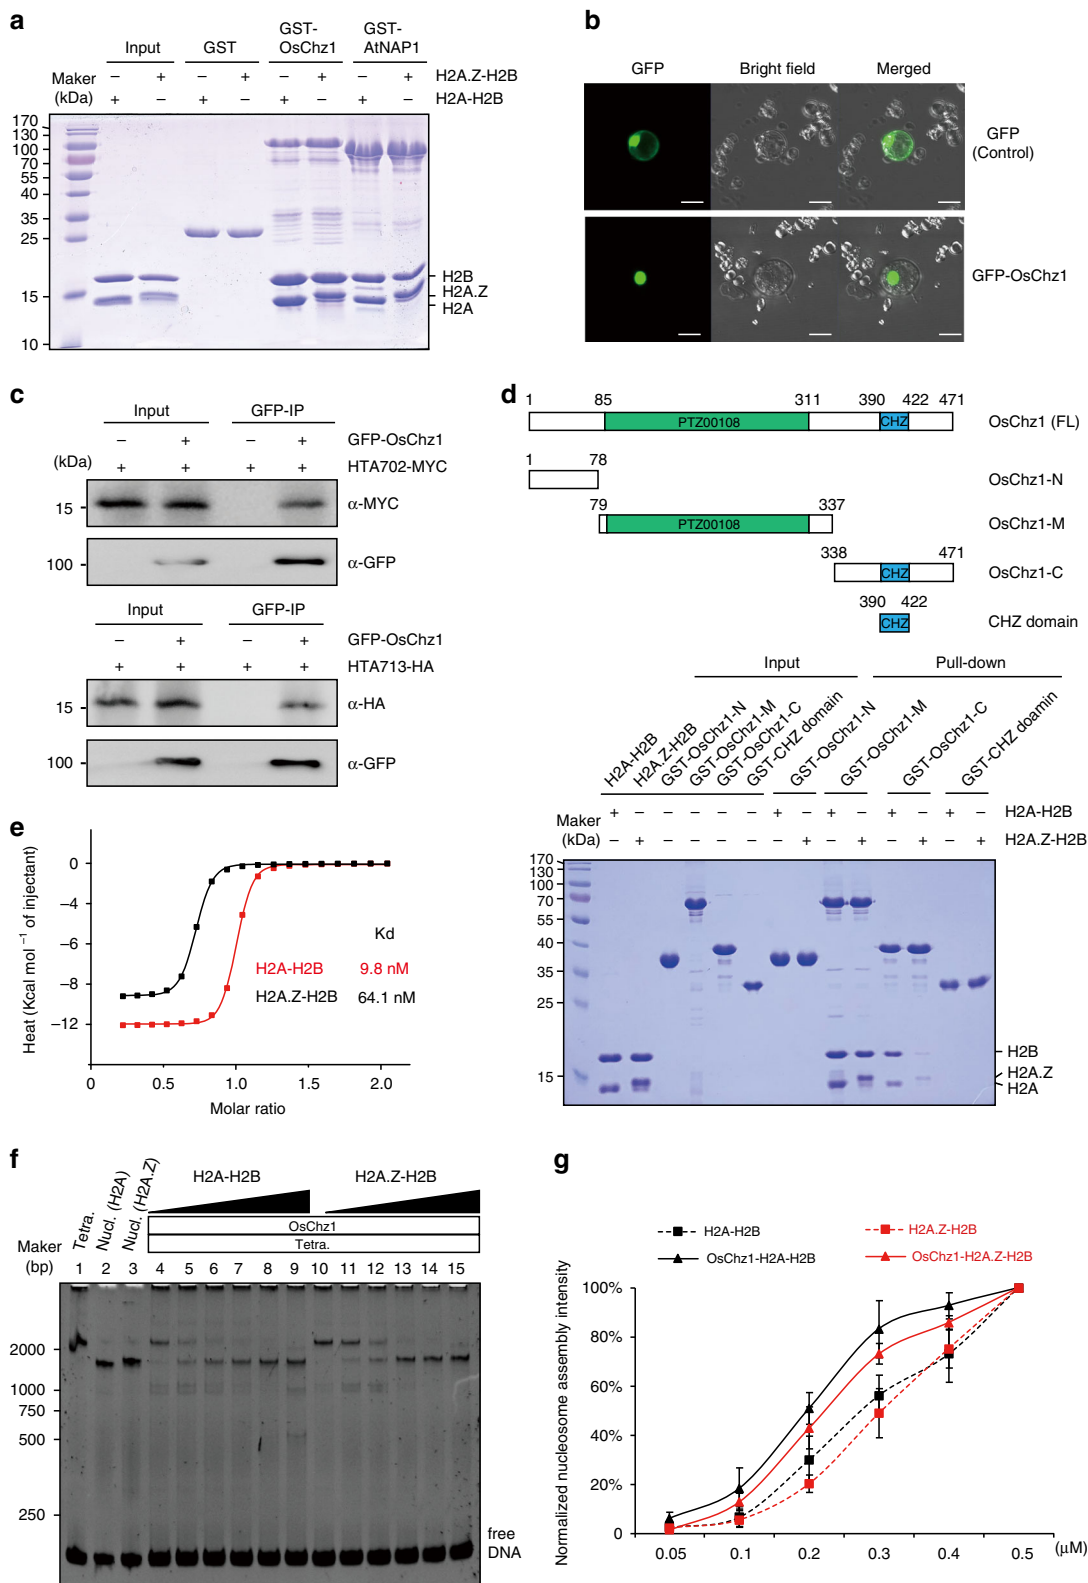 a
Input
GST
GST-
OsChz1
GST-
AtNAP1
Maker
(kDa)
– + – + – + – + H2A.Z-H2B
+ – + – + – + – H2A-H2B
170
130
100
70
55
40
35
25
15
10
H2B
H2A.Z
H2A
b
GFP
Bright field
Merged
GFP
(Control)
GFP-OsChz1
c
Input
GFP-IP
– + – + GFP-OsChz1
(kDa)
+ + + + HTA702-MYC
15
α-MYC
100
α-GFP
Input
GFP-IP
– + – + GFP-OsChz1
+ + + + HTA713-HA
15
α-HA
100
α-GFP
d
1 85 311 390 422 471
PTZ00108
CHZ
OsChz1 (FL)
1 78
OsChz1-N
79 337
PTZ00108
OsChz1-M
338 471
CHZ
OsChz1-C
390 422
CHZ
CHZ domain
Input
Pull-down
H2A-H2B
H2A.Z-H2B
GST-OsChz1-N
GST-OsChz1-M
GST-OsChz1-C
GST-CHZ domain
GST-OsChz1-N
GST-OsChz1-M
GST-OsChz1-C
GST-CHZ doamin
Maker
(kDa)
+ – – – – – + – + – + – + – H2A-H2B
– + – – – – – + – + – + – + H2A.Z-H2B
170
130
100
70
55
40
35
25
15
H2B
H2A.Z
H2A
e
Heat (Kcal mol⁻¹ of injectant)
0
–4
–6
–8
–12
Kd
H2A-H2B 9.8 nM
H2A.Z-H2B 64.1 nM
0 0.5 1.0 1.5 2.0
Molar ratio
f
Tetra.
Nucl. (H2A)
Nucl. (H2A.Z)
H2A-H2B
H2A.Z-H2B
OsChz1
Tetra.
Maker
(bp)
1 2 3 4 5 6 7 8 9 10 11 12 13 14 15
2000
1000
750
500
250
free
DNA
g
H2A-H2B
H2A.Z-H2B
OsChz1-H2A-H2B
OsChz1-H2A.Z-H2B
Normalized nucleosome assembly intensity
100%
80%
60%
40%
20%
0
0.05 0.1 0.2 0.3 0.4 0.5 (μM)